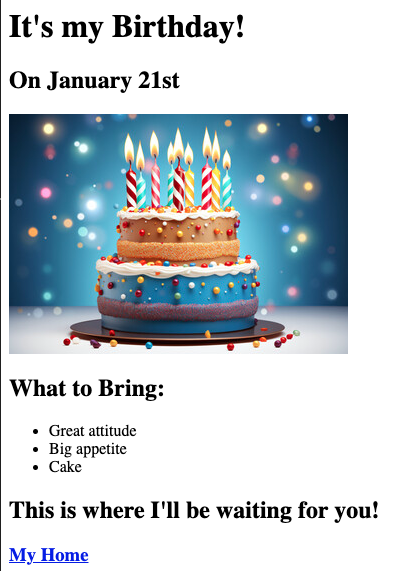 It's my Birthday!
On January 21st
What to Bring:
Great attitude
Big appetite
Cake
This is where I'll be waiting for you!
My Home